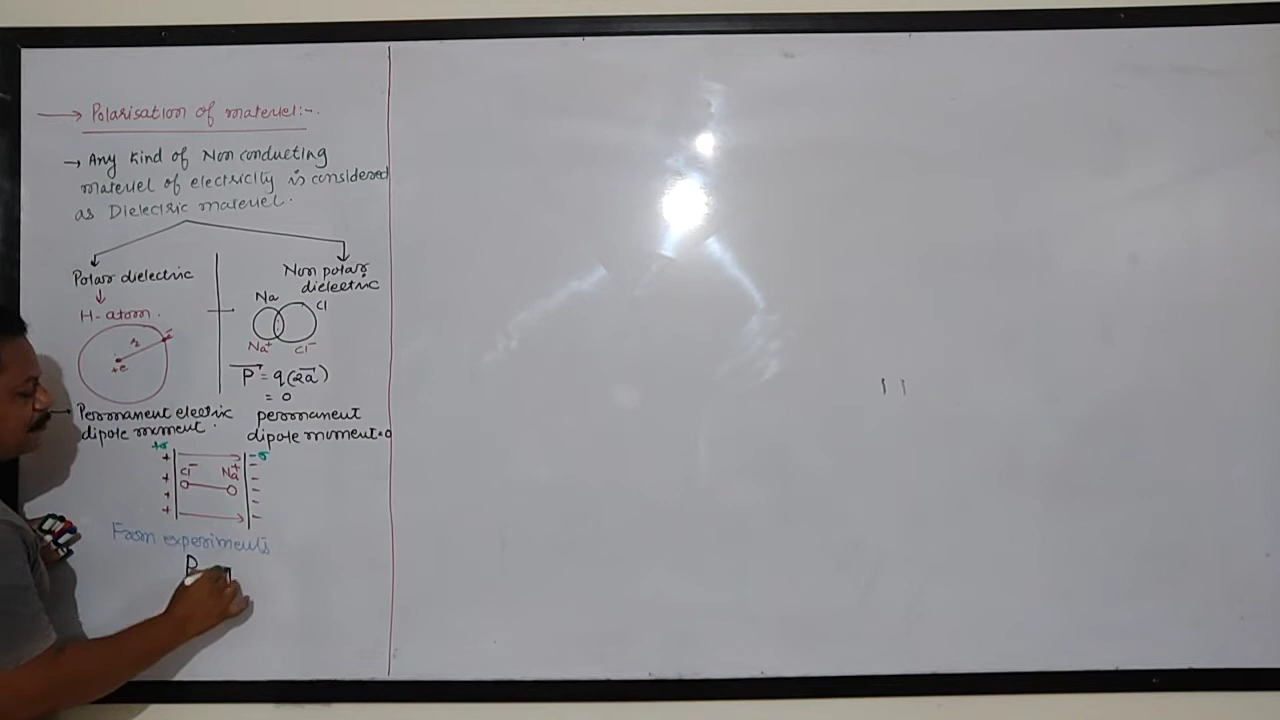 → Polarisation of materiel:-.
→ Any kind of Non conducting
materiel of electricity is considered
as Dielectric materiel.
Polar dielectric
H-atom.
r
e⁻
+e
Permanent electric
dipole moment.
Non polar
dielectric
Na Cl
Na⁺ Cl⁻
P = q(2a)
= 0
permanent
dipole moment=0
+σ -σ
+ -
Cl⁻ Na⁺
+ -
+ -
+ -
From experiments
P